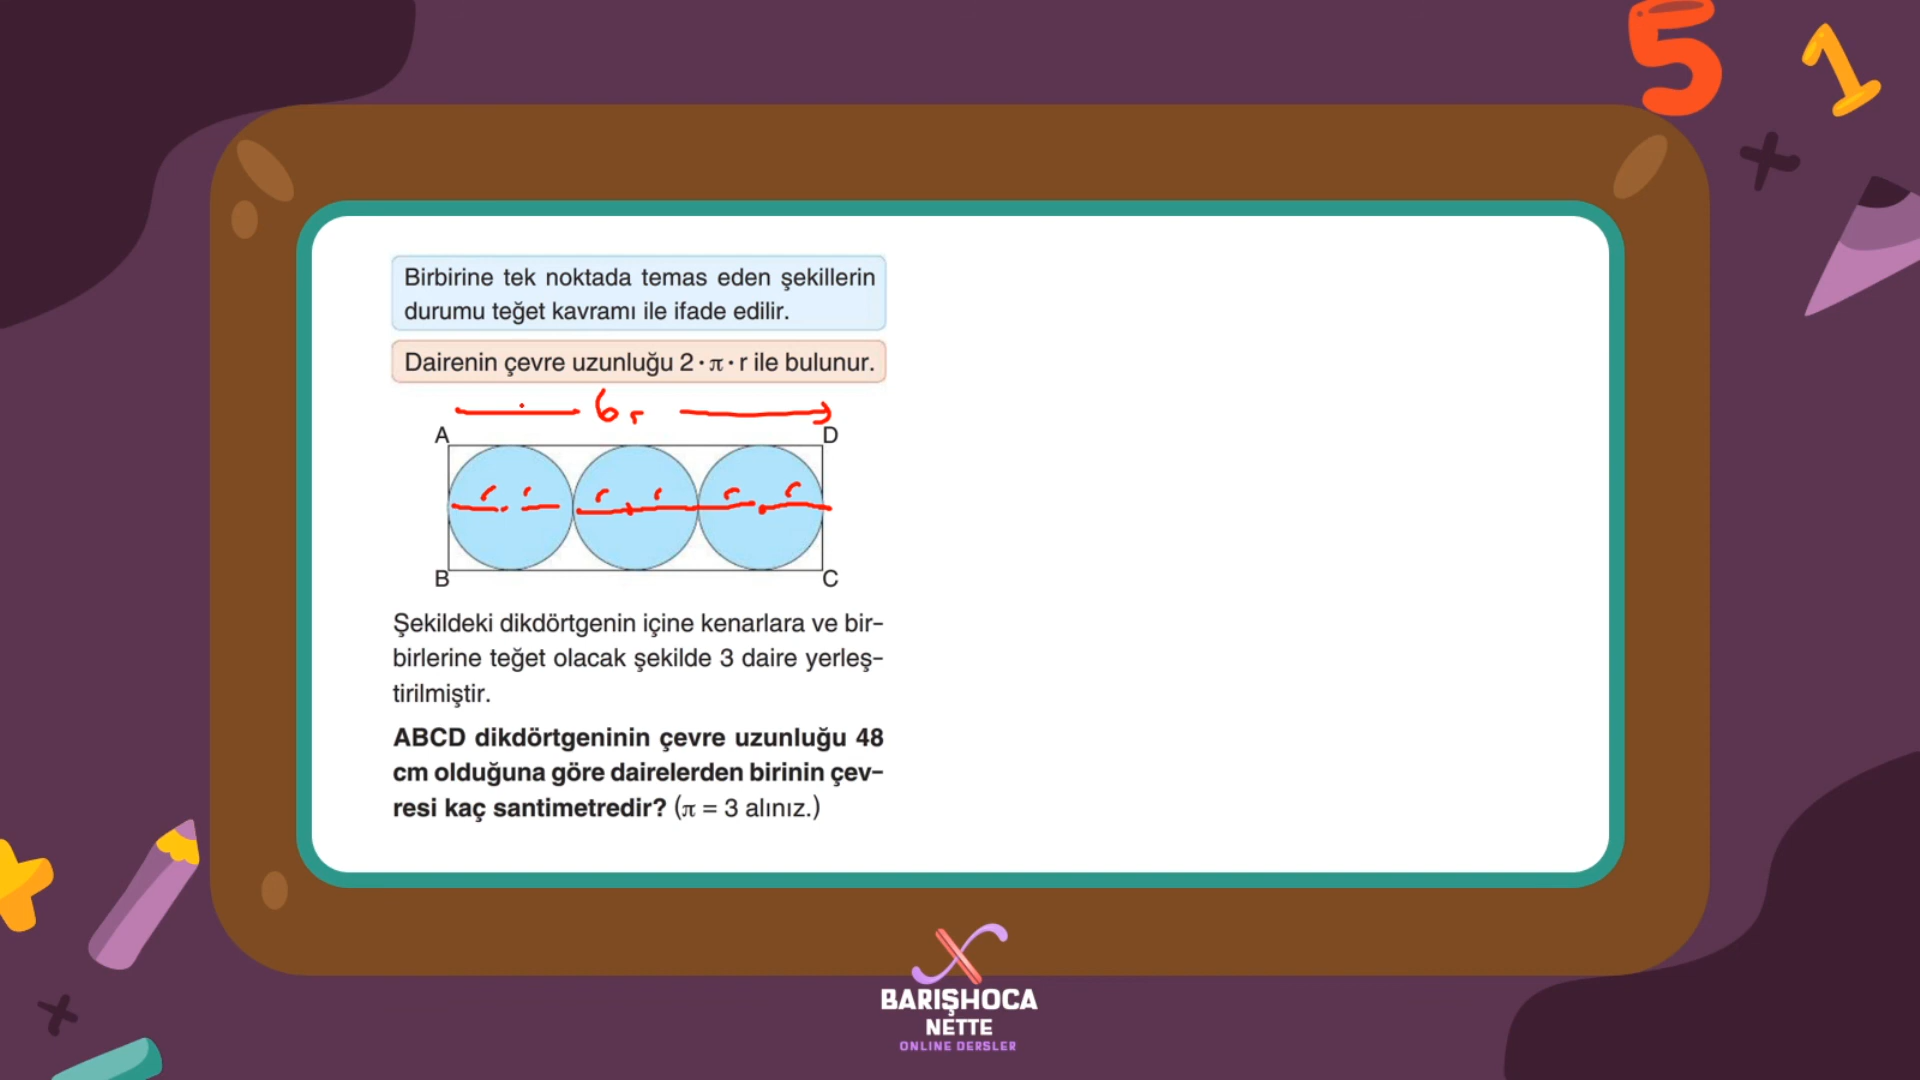 5 1
Birbirine tek noktada temas eden şekillerin
durumu teğet kavramı ile ifade edilir.
Dairenin çevre uzunluğu 2 · π · r ile bulunur.
6r
A D
r r r r r r
B C
Şekildeki dikdörtgenin içine kenarlara ve bir-
birlerine teğet olacak şekilde 3 daire yerleş-
tirilmiştir.
ABCD dikdörtgeninin çevre uzunluğu 48
cm olduğuna göre dairelerden birinin çev-
resi kaç santimetredir? (π = 3 alınız.)
BARIŞHOCA
NETTE
ONLINE DERSLER